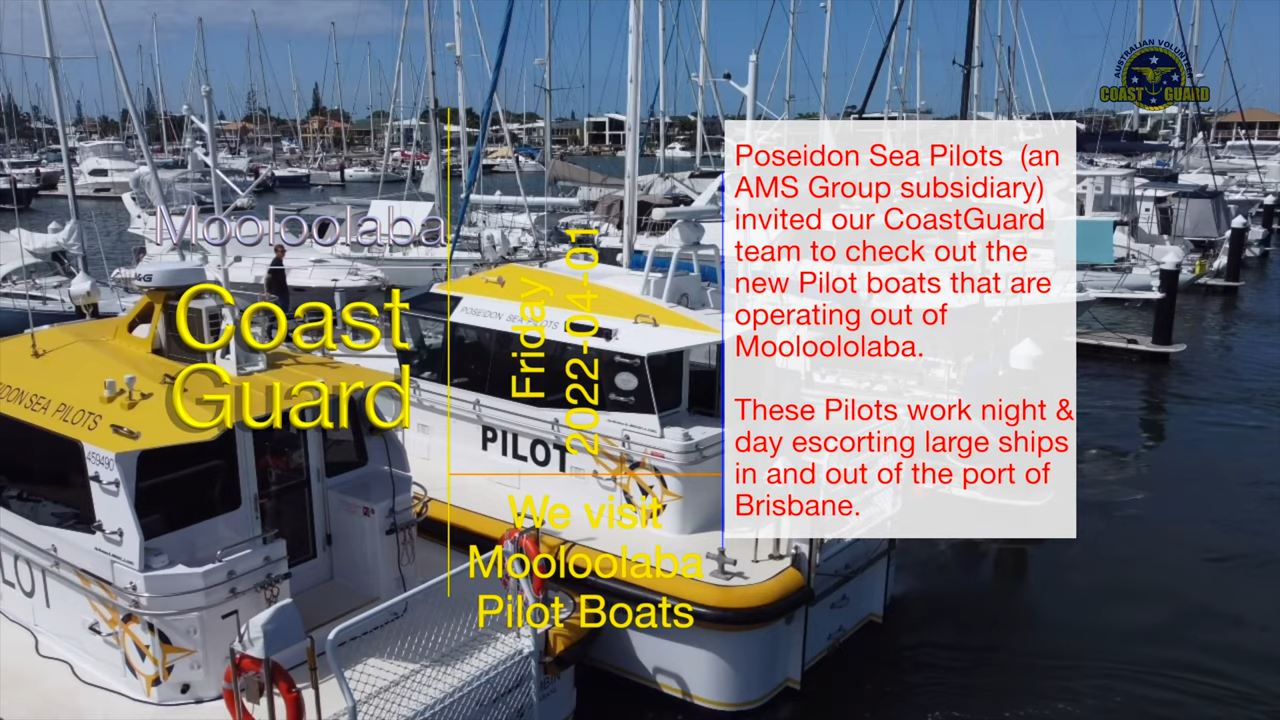 AUSTRALIAN VOLUNTEER
COAST GUARD
Mooloolaba
Coast
Guard
Friday
2022-04-01
We visit
Mooloolaba
Pilot Boats
Poseidon Sea Pilots (an
AMS Group subsidiary)
invited our CoastGuard
team to check out the
new Pilot boats that are
operating out of
Mooloololaba.
These Pilots work night &
day escorting large ships
in and out of the port of
Brisbane.
POSEIDON SEA PILOTS
PILOT
DON SEA PILOTS
459490
LOT